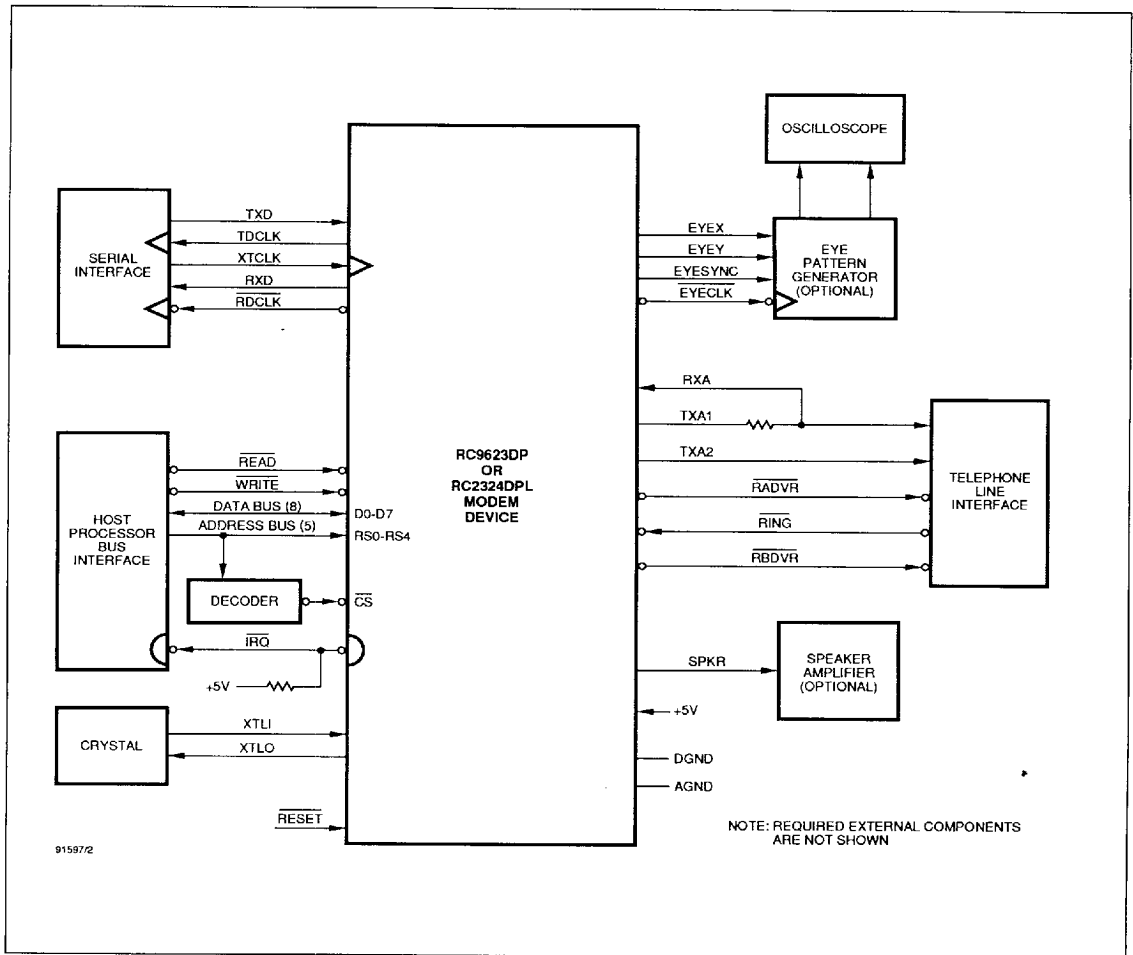 OSCILLOSCOPE
SERIAL
INTERFACE
TXD
TDCLK
XTCLK
RXD
RDCLK
EYEX
EYEY
EYESYNC
EYECLK
EYE
PATTERN
GENERATOR
(OPTIONAL)
HOST
PROCESSOR
BUS
INTERFACE
READ
WRITE
DATA BUS (8)
D0-D7
ADDRESS BUS (5)
RS0-RS4
DECODER
CS
IRQ
+5V
RC9623DP
OR
RC2324DPL
MODEM
DEVICE
RXA
TXA1
TXA2
RADVR
RING
RBDVR
TELEPHONE
LINE
INTERFACE
SPKR
SPEAKER
AMPLIFIER
(OPTIONAL)
+5V
DGND
AGND
CRYSTAL
XTLI
XTLO
RESET
NOTE: REQUIRED EXTERNAL COMPONENTS
ARE NOT SHOWN
91597/2